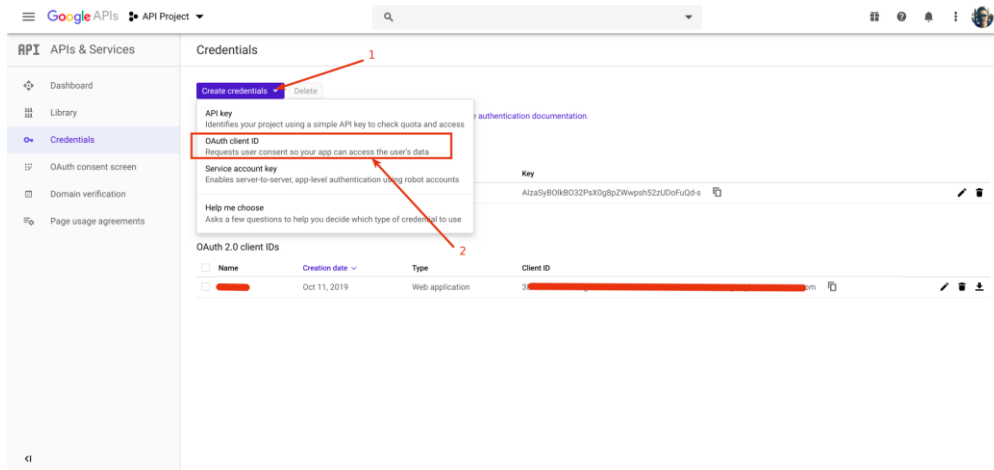 Google APIs API Project
API APIs & Services
Credentials
1
Dashboard
Library
Credentials
OAuth consent screen
Domain verification
Page usage agreements
Create credentials Delete
API key
Identifies your project using a simple API key to check quota and access
authentication documentation.
OAuth client ID
Requests user consent so your app can access the user's data
Service account key
Enables server-to-server, app-level authentication using robot accounts
Help me choose
Asks a few questions to help you decide which type of credential to use
Key
2
OAuth 2.0 client IDs
Name Creation date Type Client ID
Oct 11, 2019 Web application